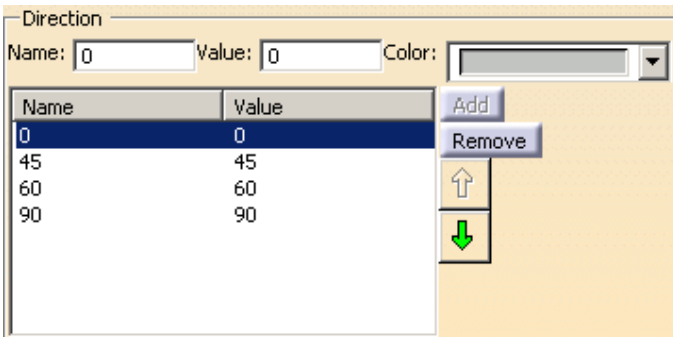 Direction
Name: 0 Value: 0 Color:
Name Value Add
0 0 Remove
45 45
60 60
90 90